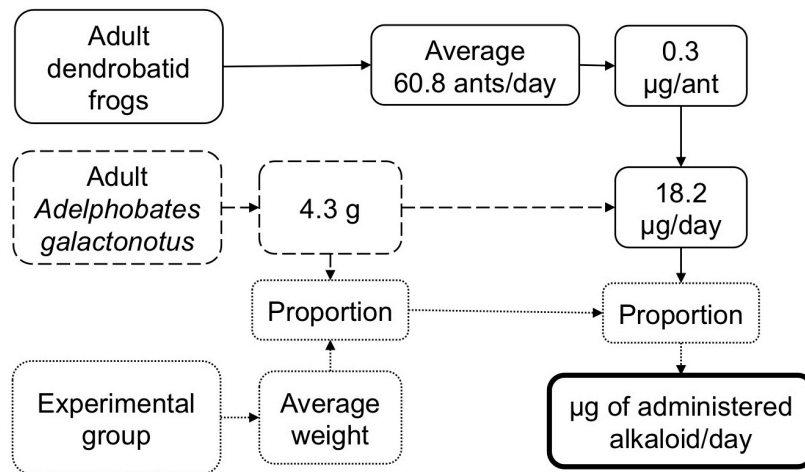 Adult
dendrobatid
frogs
Average
60.8 ants/day
0.3
µg/ant
Adult
Adelphobates
galactonotus
4.3 g
18.2
µg/day
Proportion
Proportion
Experimental
group
Average
weight
µg of administered
alkaloid/day